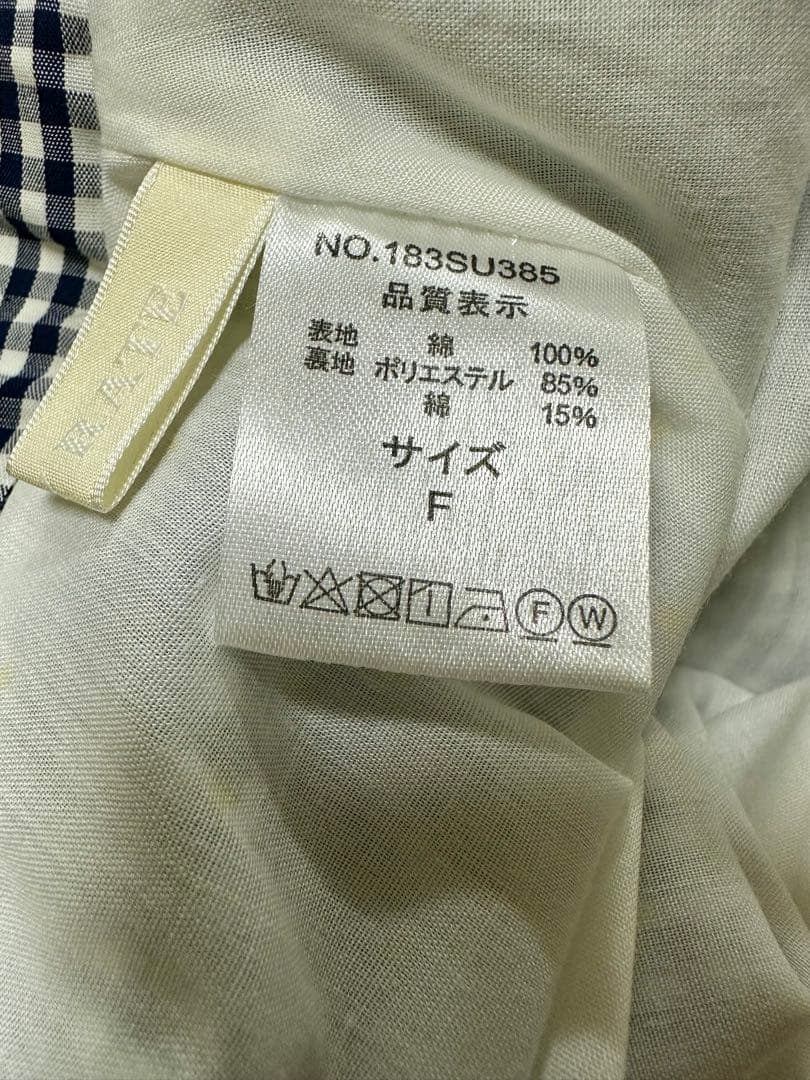 NO.183SU385
品質表示
表地 綿 100%
裏地 ポリエステル 85%
綿 15%
サイズ
F
F W